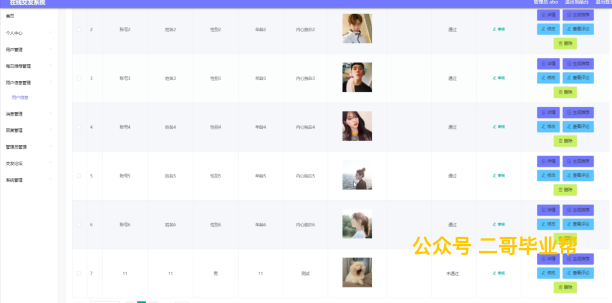 在线交友系统
管理员 abo 退出到前台
首页
个人中心
用户管理
每日推荐管理
用户信息管理
用户信息
消息管理
管理员管理
交友论坛
系统管理
2 账号2 姓名2 性别2 年龄2 内心独白2 通过 审核 详情 修改 查看评论 删除
3 账号3 姓名3 性别3 年龄3 内心独白3 通过 审核 详情 修改 查看评论 删除
4 账号4 姓名4 性别4 年龄4 内心独白4 通过 审核 详情 修改 查看评论 删除
5 账号5 姓名5 性别5 年龄5 内心独白5 通过 审核 详情 修改 查看评论 删除
6 账号6 姓名6 性别6 年龄6 内心独白6 通过 审核 详情 修改 查看评论
公众号 二哥毕业帮
7 11 11 男 11 测试 未通过 审核 详情 修改 查看评论 删除